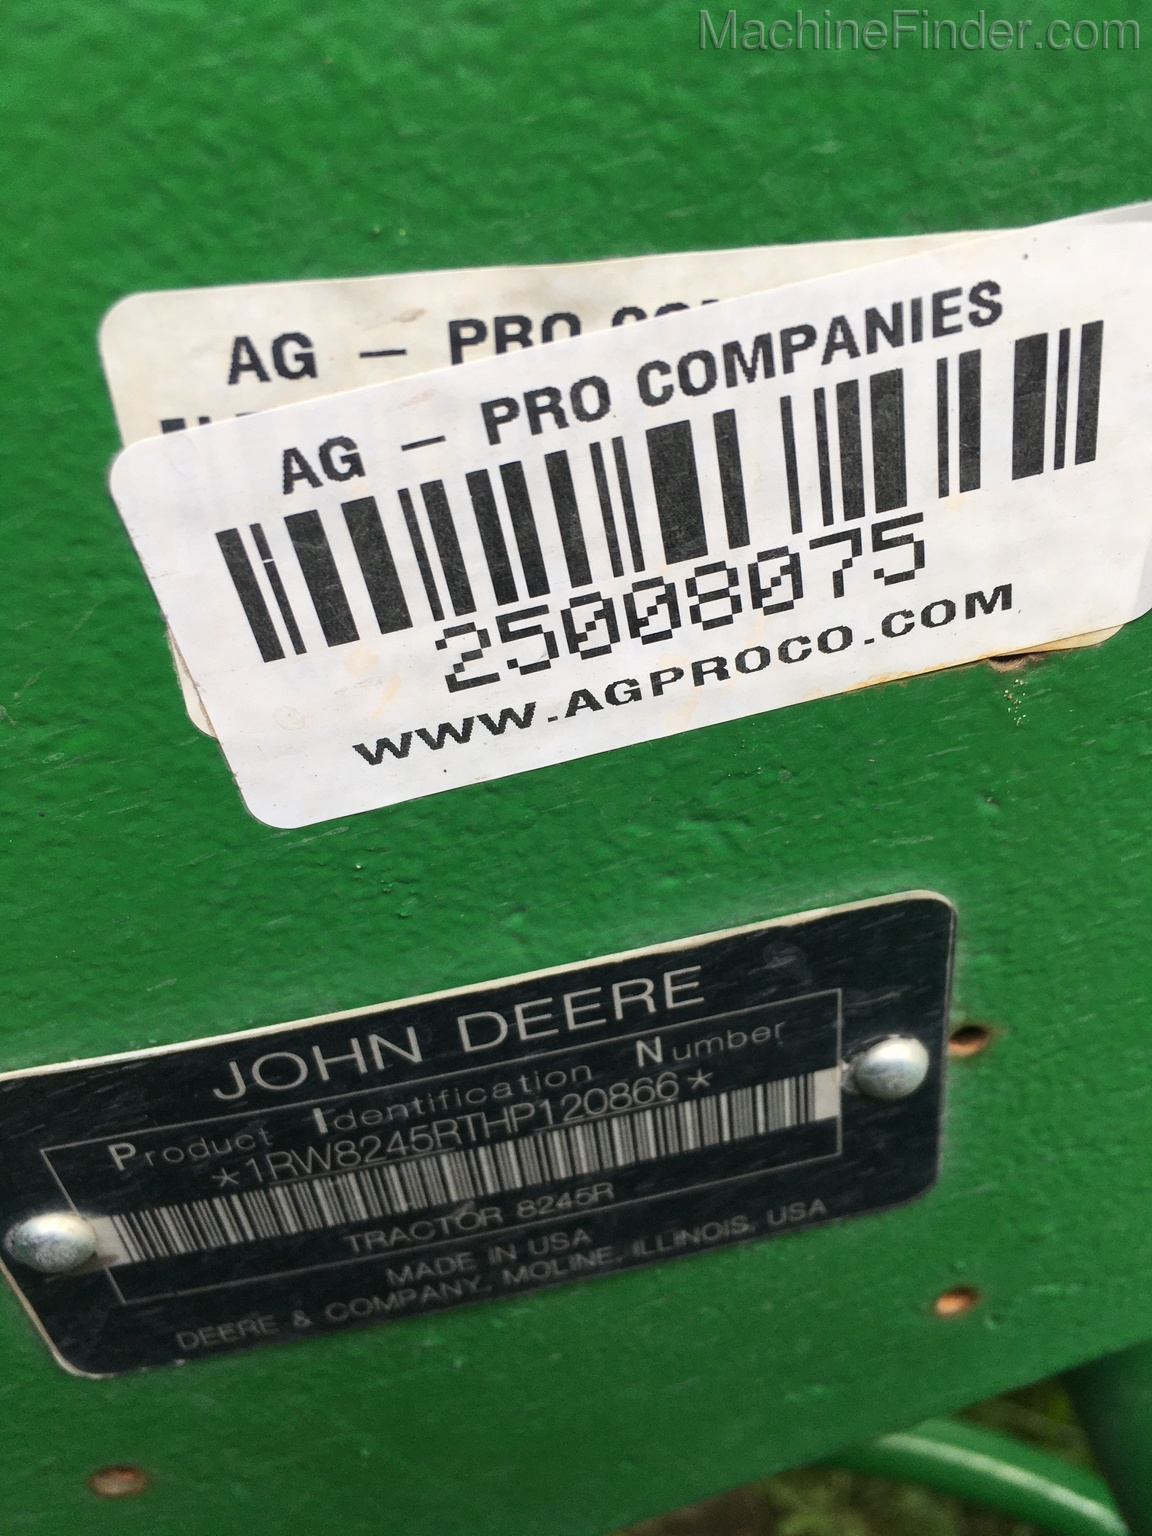 MachineFinder.com
AG - PRO
AG - PRO COMPANIES
25008075
WWW.AGPROCO.COM
JOHN DEERE
Product Identification Number
*1RW8245RTHP120866*
TRACTOR 8245R
MADE IN USA
DEERE & COMPANY, MOLINE, ILLINOIS, USA